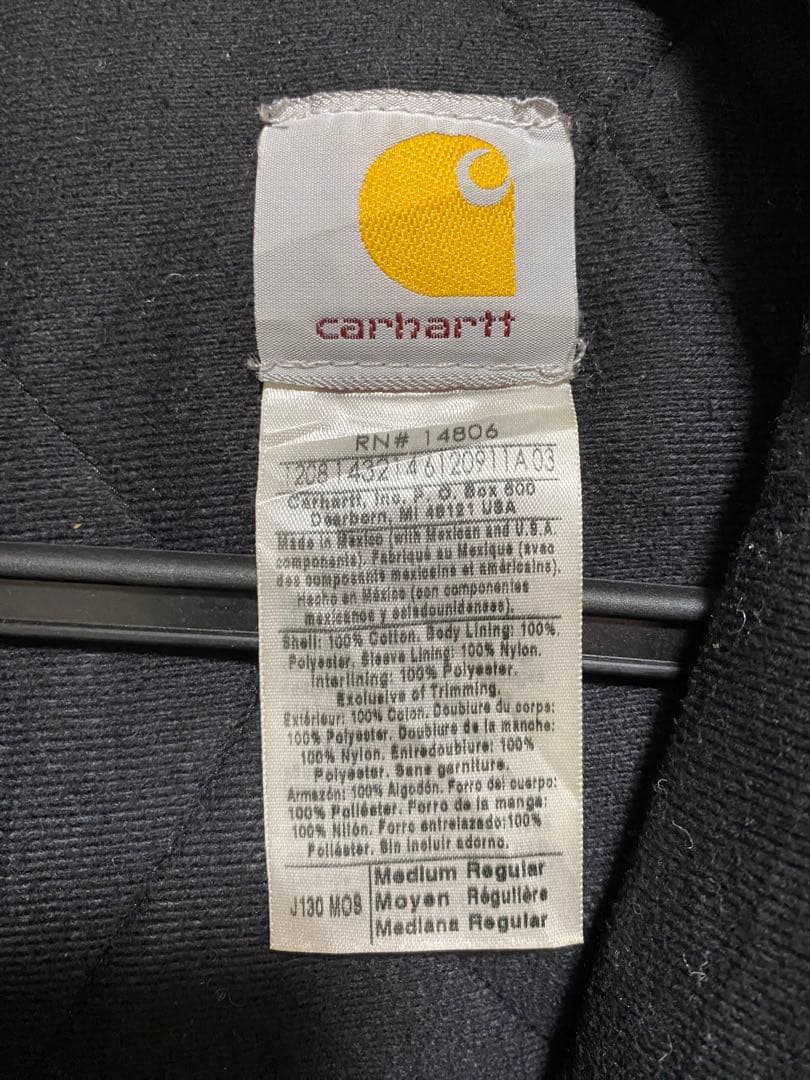 carhartt
RN# 14806
T208143214 6120911A 03
Carhartt, Inc. P. O. Box 600
Dearborn, MI 48121 USA
Made in Mexico (with Mexican and U.S.A.
components). Fabriqué au Mexique (avec
des composants mexicains et américains).
Hecho en México (con componentes
mexicanos y estadounidenses).
Shell: 100% Cotton. Body Lining: 100%
Polyester. Sleeve Lining: 100% Nylon.
Interlining: 100% Polyester.
Exclusive of Trimming.
Extérieur: 100% Coton. Doublure du corps:
100% Polyester. Doublure de la manche:
100% Nylon. Entredoublure: 100%
Polyester. Sans garniture.
Armazón: 100% Algodón. Forro del cuerpo:
100% Poliéster. Forro de la manga:
100% Nilón. Forro entrelazado:100%
Poliéster. Sin incluir adorno.
J130 MOS
Medium Regular
Moyen Régulière
Mediana Regular